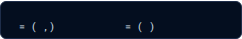 = ( ,) = ( )